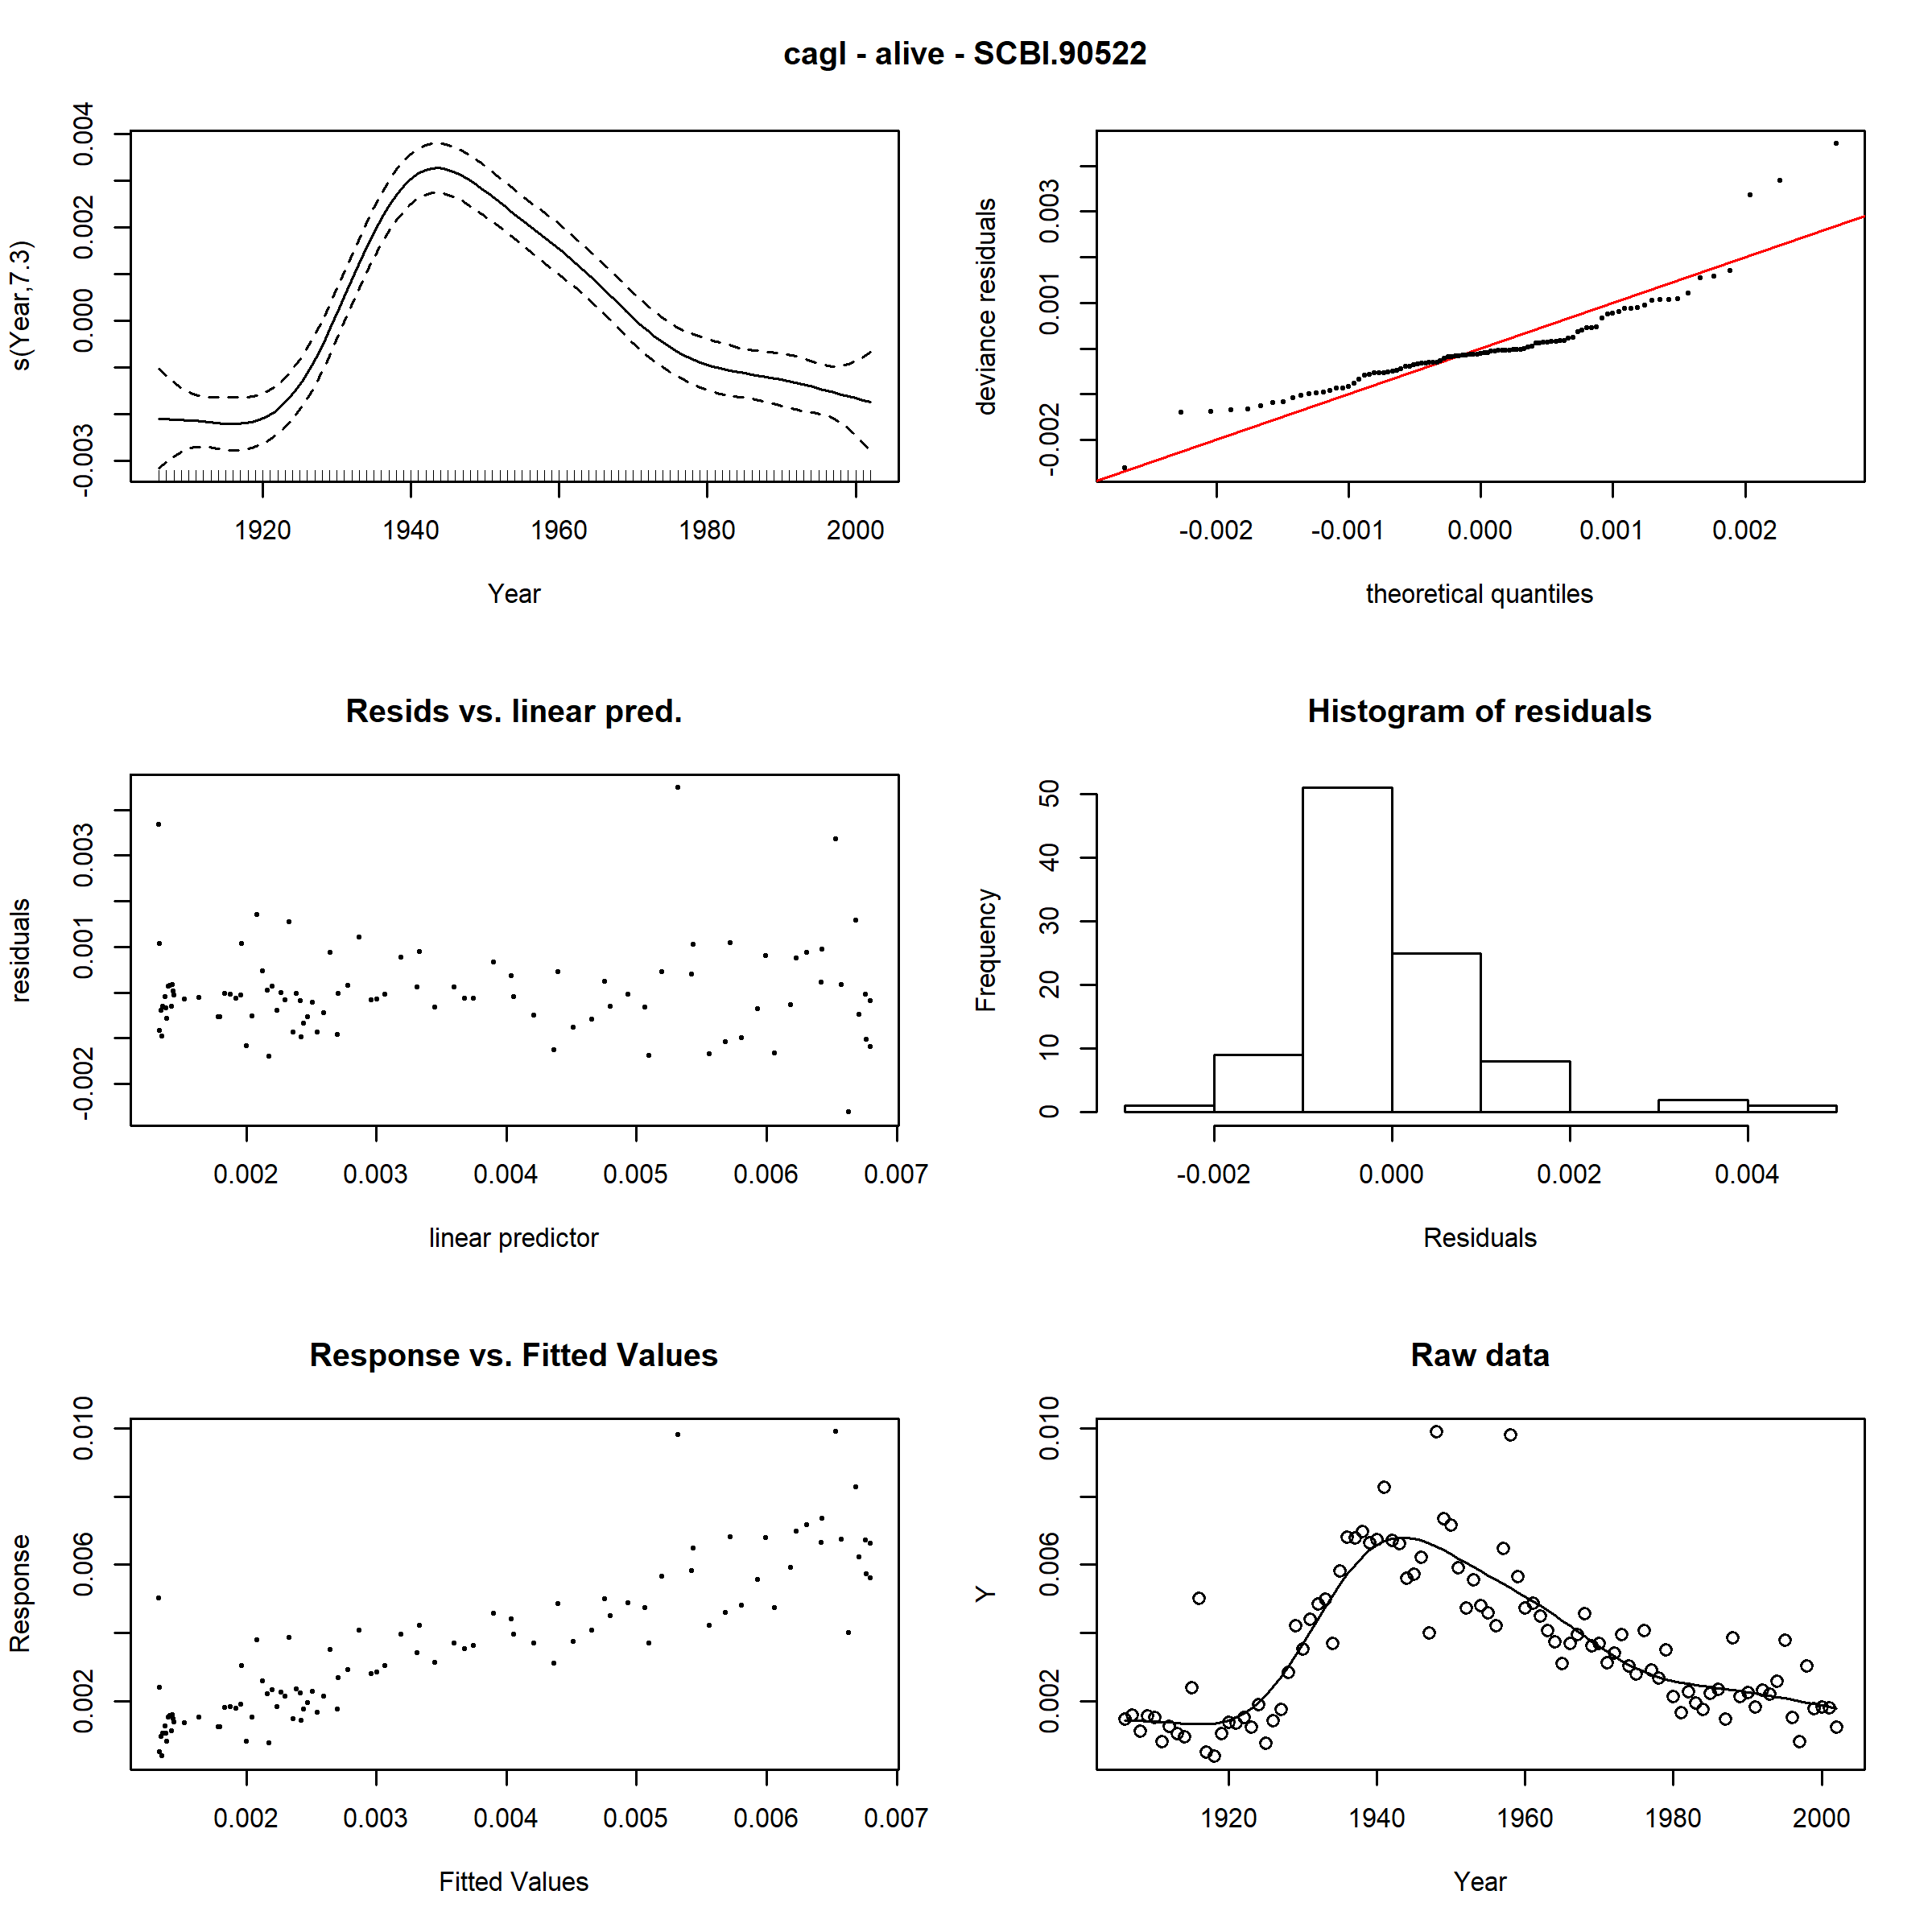 cagl - alive - SCBI.90522
s(Year,7.3)
-0.003 0.000 0.002 0.004
1920 1940 1960 1980 2000
Year
deviance residuals
-0.002 0.001 0.003
-0.002 -0.001 0.000 0.001 0.002
theoretical quantiles
Resids vs. linear pred.
residuals
-0.002 0.001 0.003
0.002 0.003 0.004 0.005 0.006 0.007
linear predictor
Histogram of residuals
Frequency
0 10 20 30 40 50
-0.002 0.000 0.002 0.004
Residuals
Response vs. Fitted Values
Response
0.002 0.006 0.010
0.002 0.003 0.004 0.005 0.006 0.007
Fitted Values
Raw data
Y
0.002 0.006 0.010
1920 1940 1960 1980 2000
Year